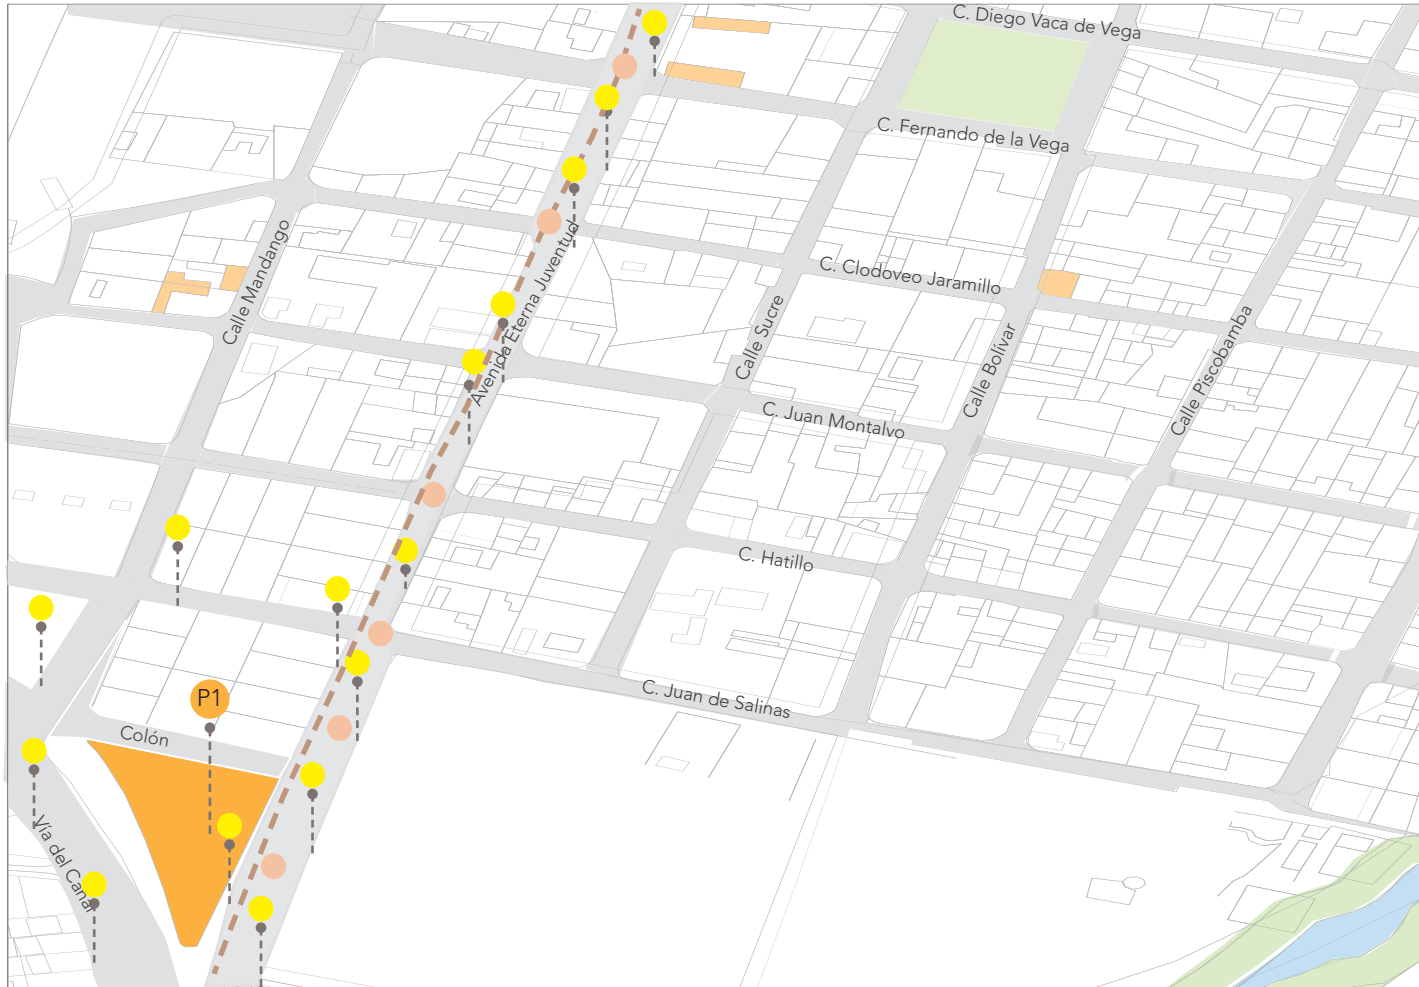 C. Diego Vaca de Vega
C. Fernando de la Vega
Calle Mandango
Avenida Eterna Juventud
C. Clodoveo Jaramillo
Calle Sucre
Calle Bolívar
Calle Piscobamba
C. Juan Montalvo
C. Hatillo
P1
C. Juan de Salinas
Colón
Vía del Canal